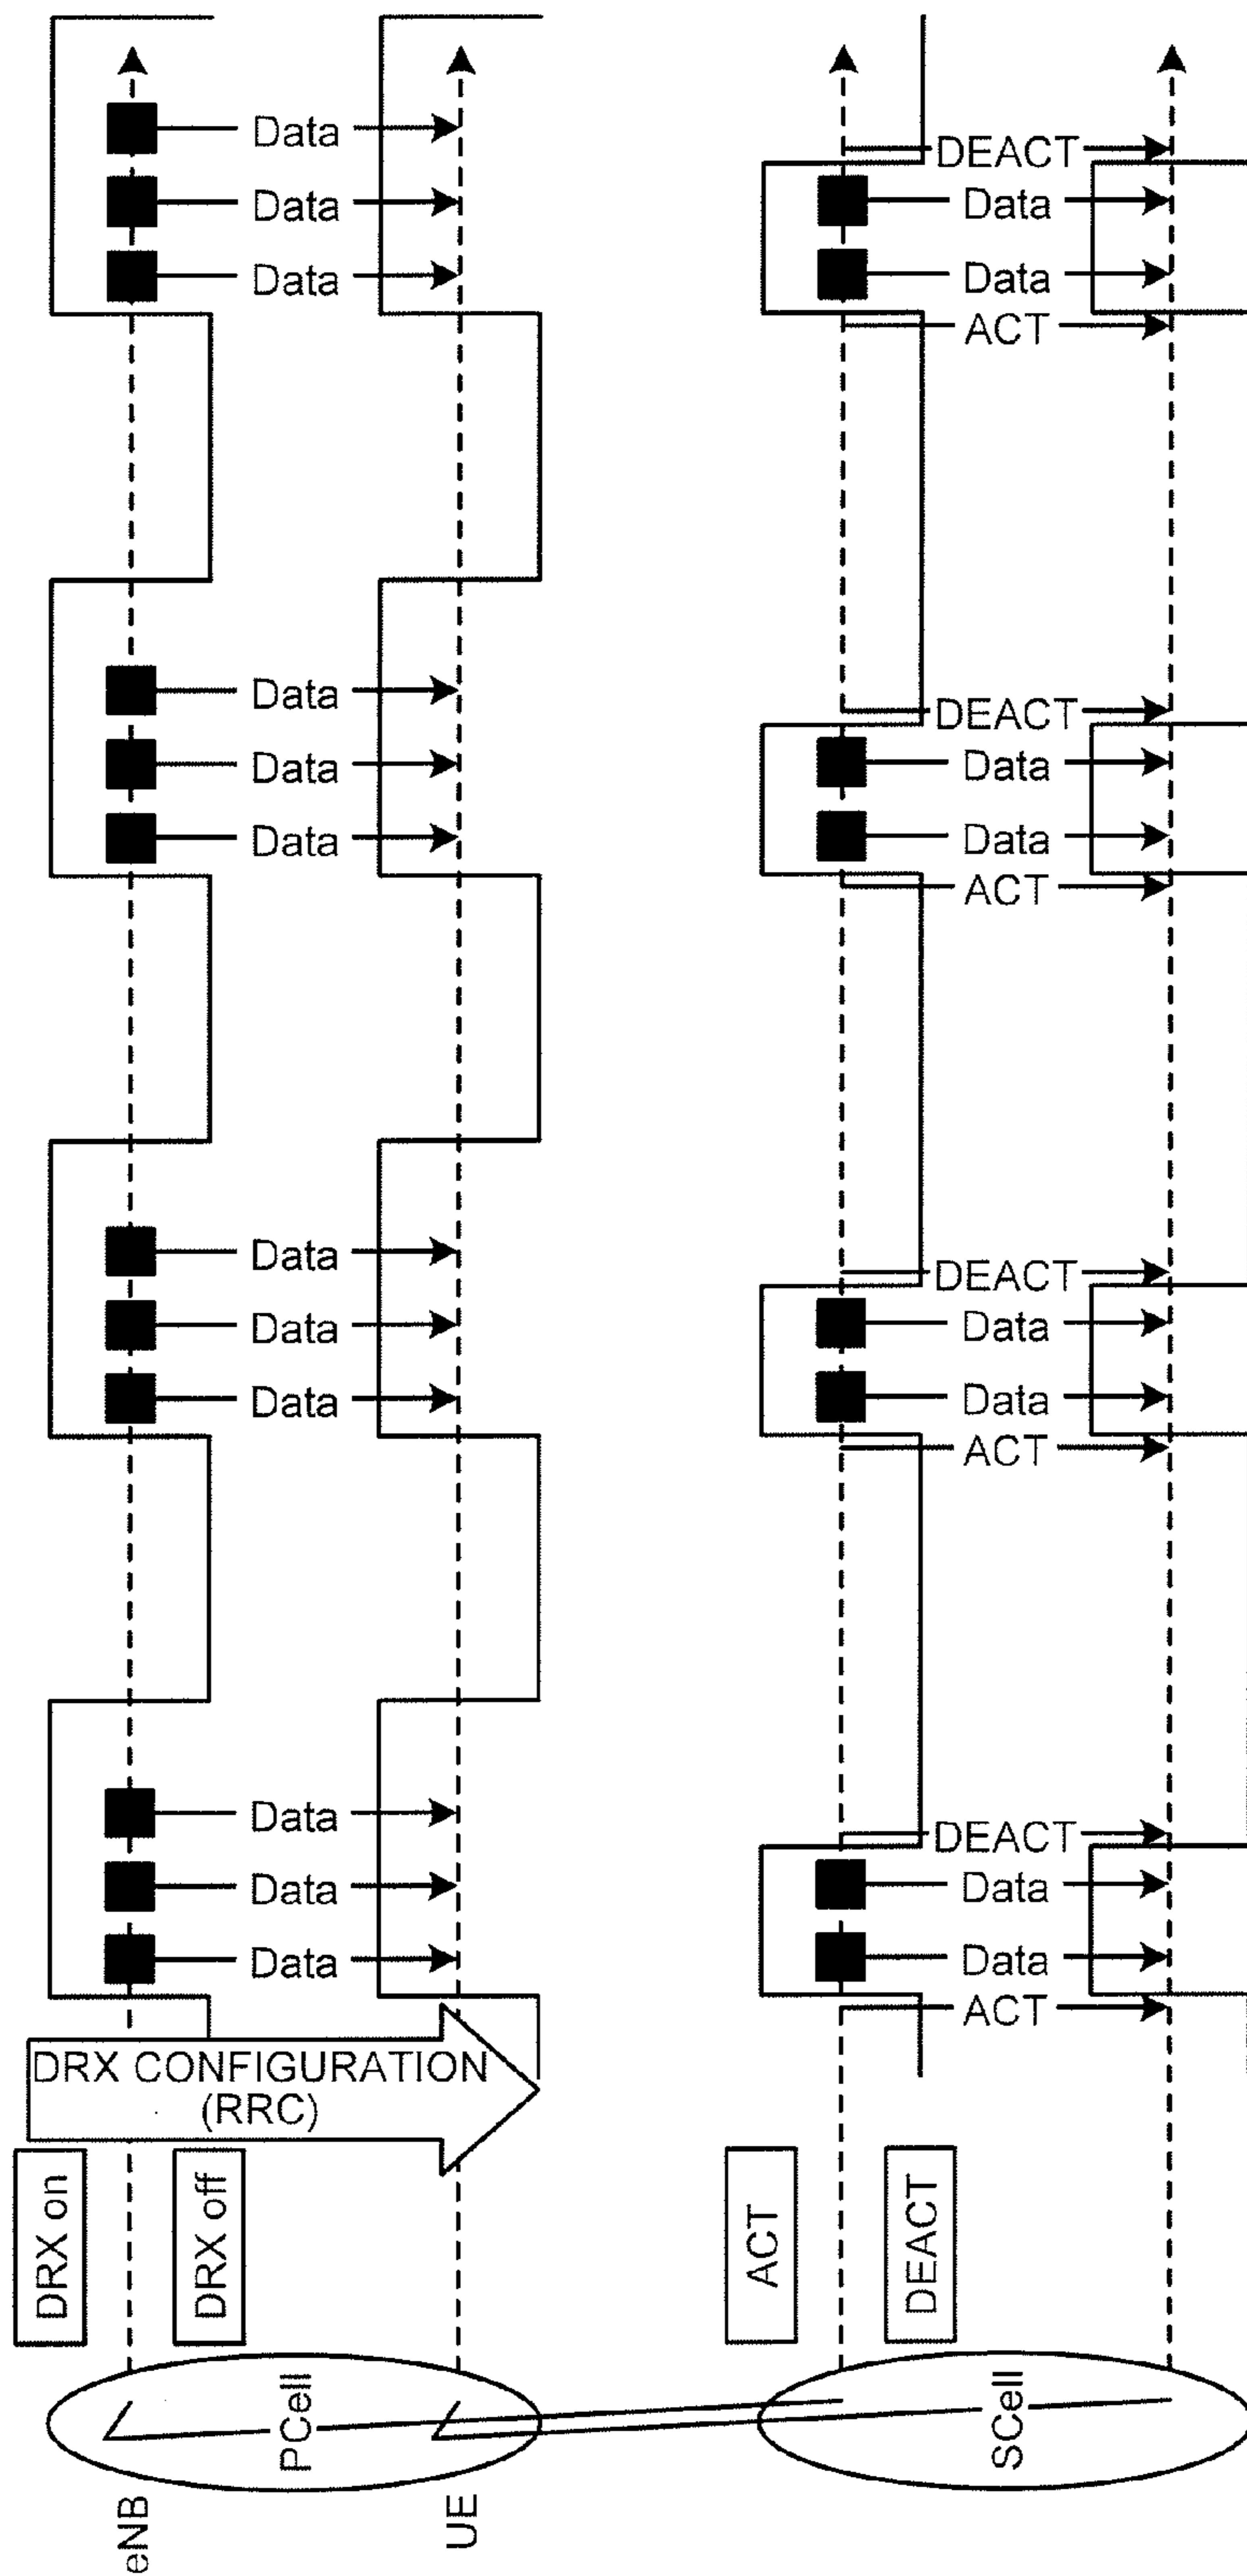 Data
Data
Data
DEACT
Data
Data
ACT
Data
Data
Data
DEACT
Data
Data
ACT
Data
Data
Data
DEACT
Data
Data
ACT
Data
Data
Data
DEACT
Data
Data
ACT
DRX CONFIGURATION
(RRC)
DRX on
DRX off
ACT
DEACT
PCell
SCell
eNB
UE